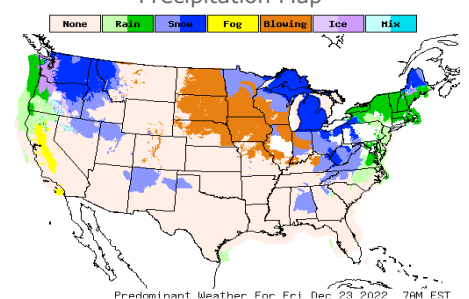 Precipitation Map
None Rain Snow Fog Blowing Ice Mix
Predominant Weather For Fri Dec 23 2022 7AM EST